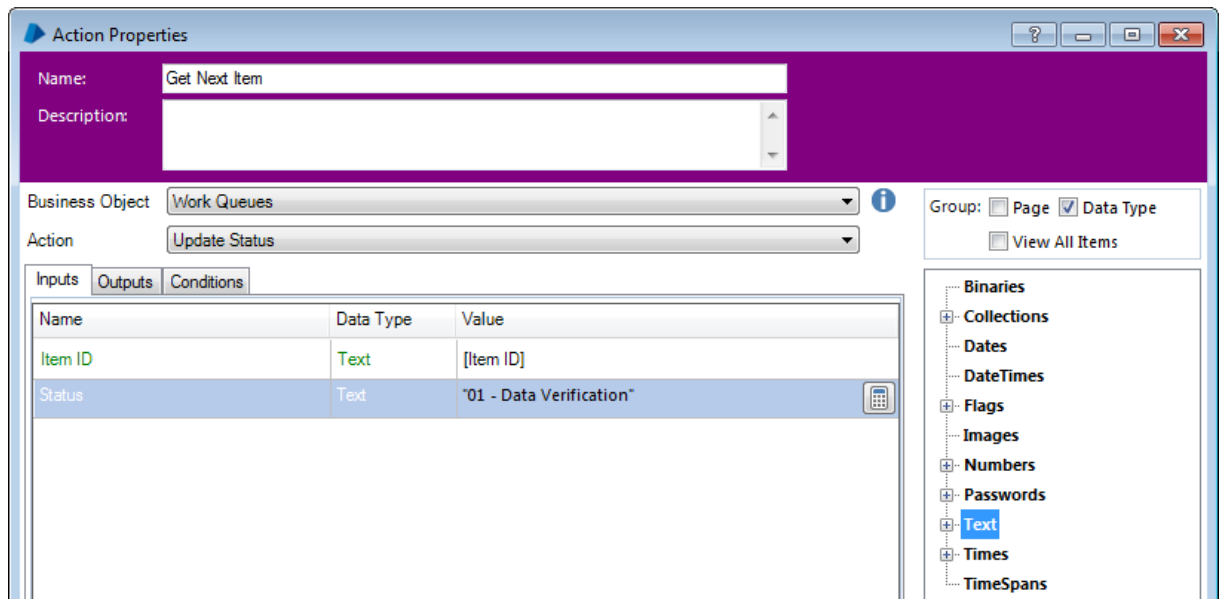 Action Properties
Name: Get Next Item
Description:
Business Object Work Queues
Action Update Status
Group: Page Data Type
View All Items
Inputs Outputs Conditions
Name Data Type Value
Item ID Text [Item ID]
Status Text "01 - Data Verification"
Binaries
Collections
Dates
DateTimes
Flags
Images
Numbers
Passwords
Text
Times
TimeSpans